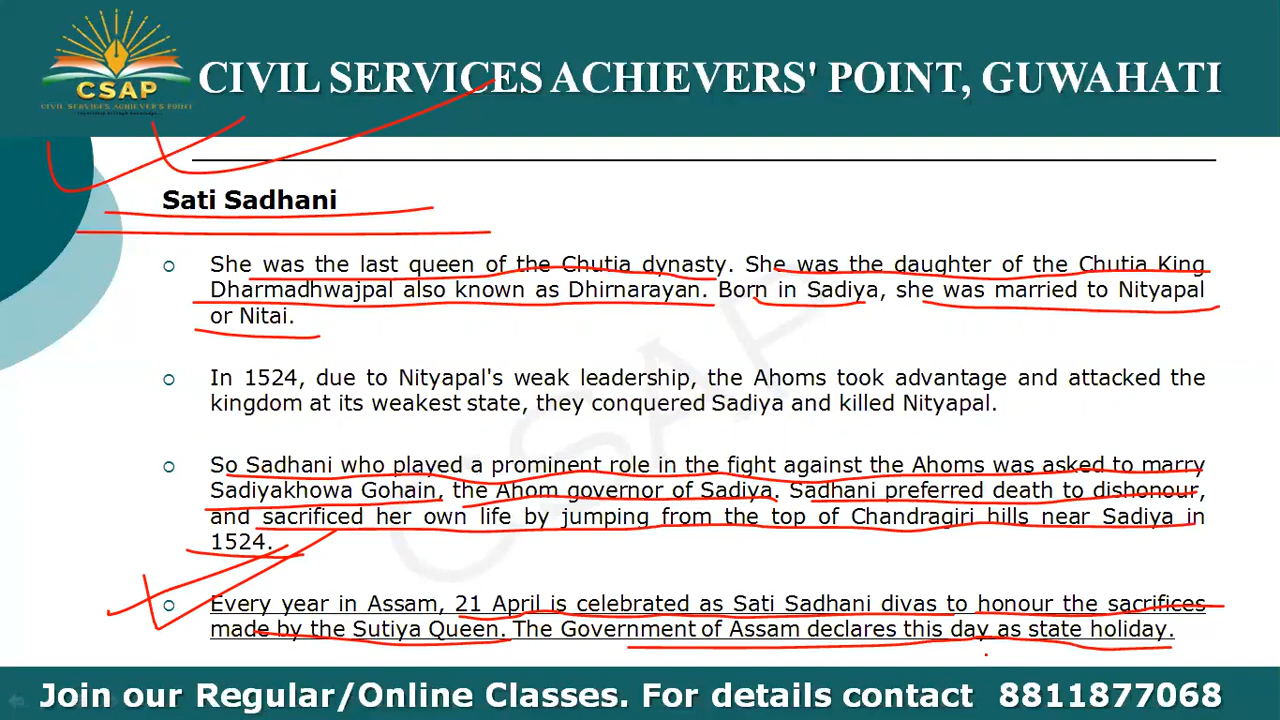 CSAP
CIVIL SERVICES ACHIEVER'S POINT
CIVIL SERVICES ACHIEVERS' POINT, GUWAHATI
Sati Sadhani
She was the last queen of the Chutia dynasty. She was the daughter of the Chutia King
Dharmadhwajpal also known as Dhirnarayan. Born in Sadiya, she was married to Nityapal
or Nitai.
In 1524, due to Nityapal's weak leadership, the Ahoms took advantage and attacked the
kingdom at its weakest state, they conquered Sadiya and killed Nityapal.
So Sadhani who played a prominent role in the fight against the Ahoms was asked to marry
Sadiyakhowa Gohain, the Ahom governor of Sadiya. Sadhani preferred death to dishonour,
and sacrificed her own life by jumping from the top of Chandragiri hills near Sadiya in
1524.
Every year in Assam, 21 April is celebrated as Sati Sadhani divas to honour the sacrifices
made by the Sutiya Queen. The Government of Assam declares this day as state holiday.
CSAP
Join our Regular/Online Classes. For details contact 8811877068